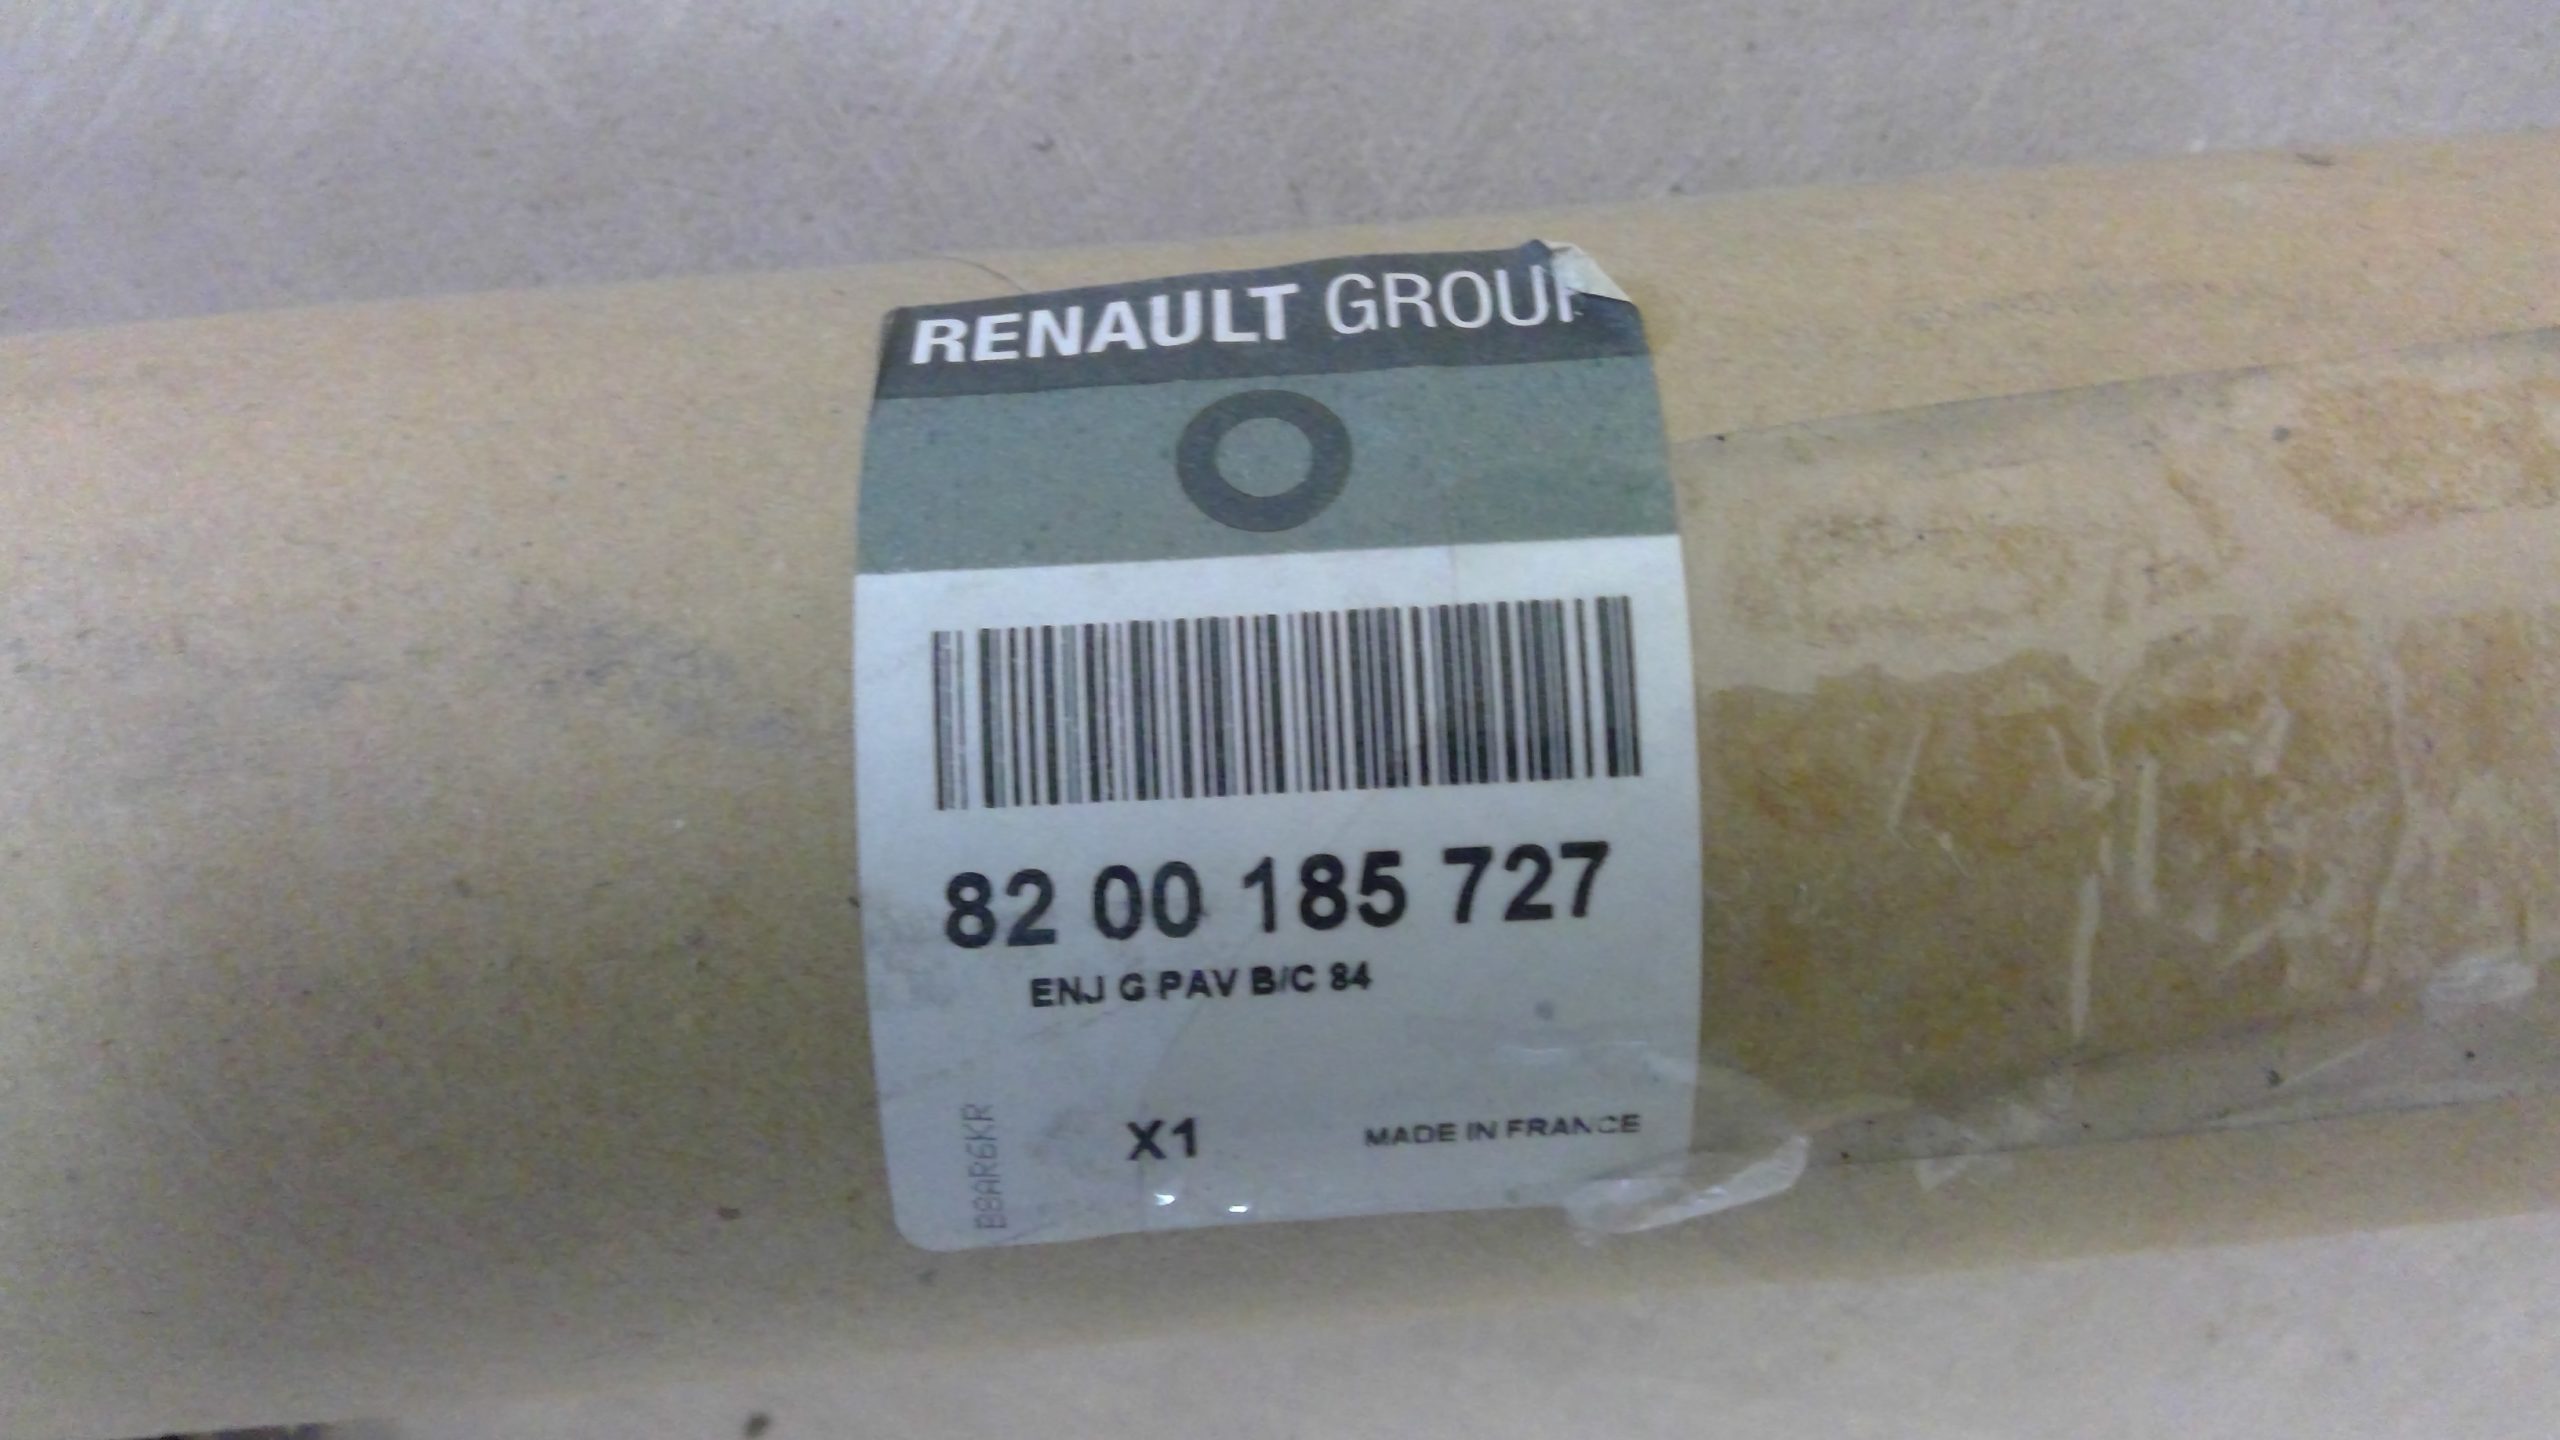 RENAULT GROUP
82 00 185 727
ENJ G PAV B/C 84
X1
MADE IN FRANCE
B8AR6KR